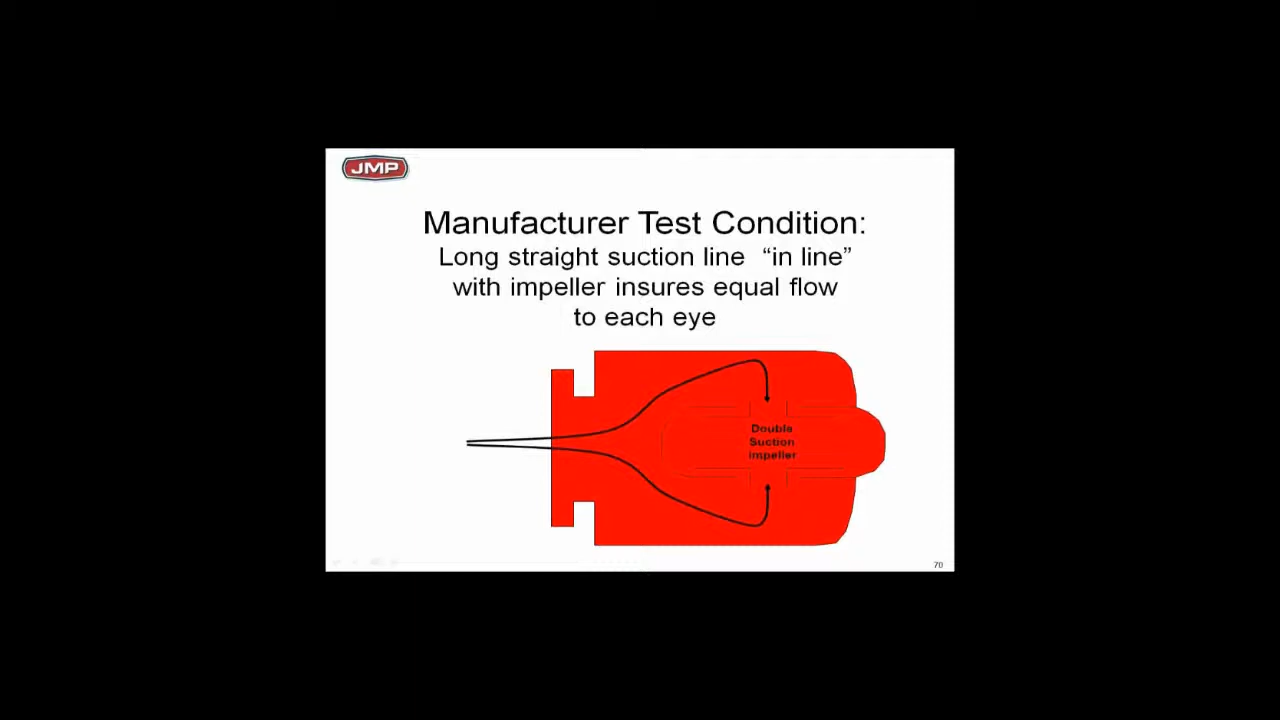 JMP
Manufacturer Test Condition:
Long straight suction line “in line”
with impeller insures equal flow
to each eye
Double
Suction
impeller
70